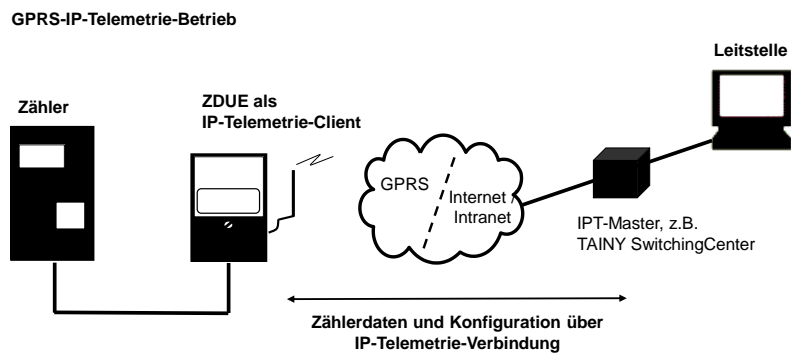 GPRS-IP-Telemetrie-Betrieb
Leitstelle
Zähler
ZDUE als
IP-Telemetrie-Client
GPRS
Internet /
Intranet
IPT-Master, z.B.
TAINY SwitchingCenter
Zählerdaten und Konfiguration über
IP-Telemetrie-Verbindung